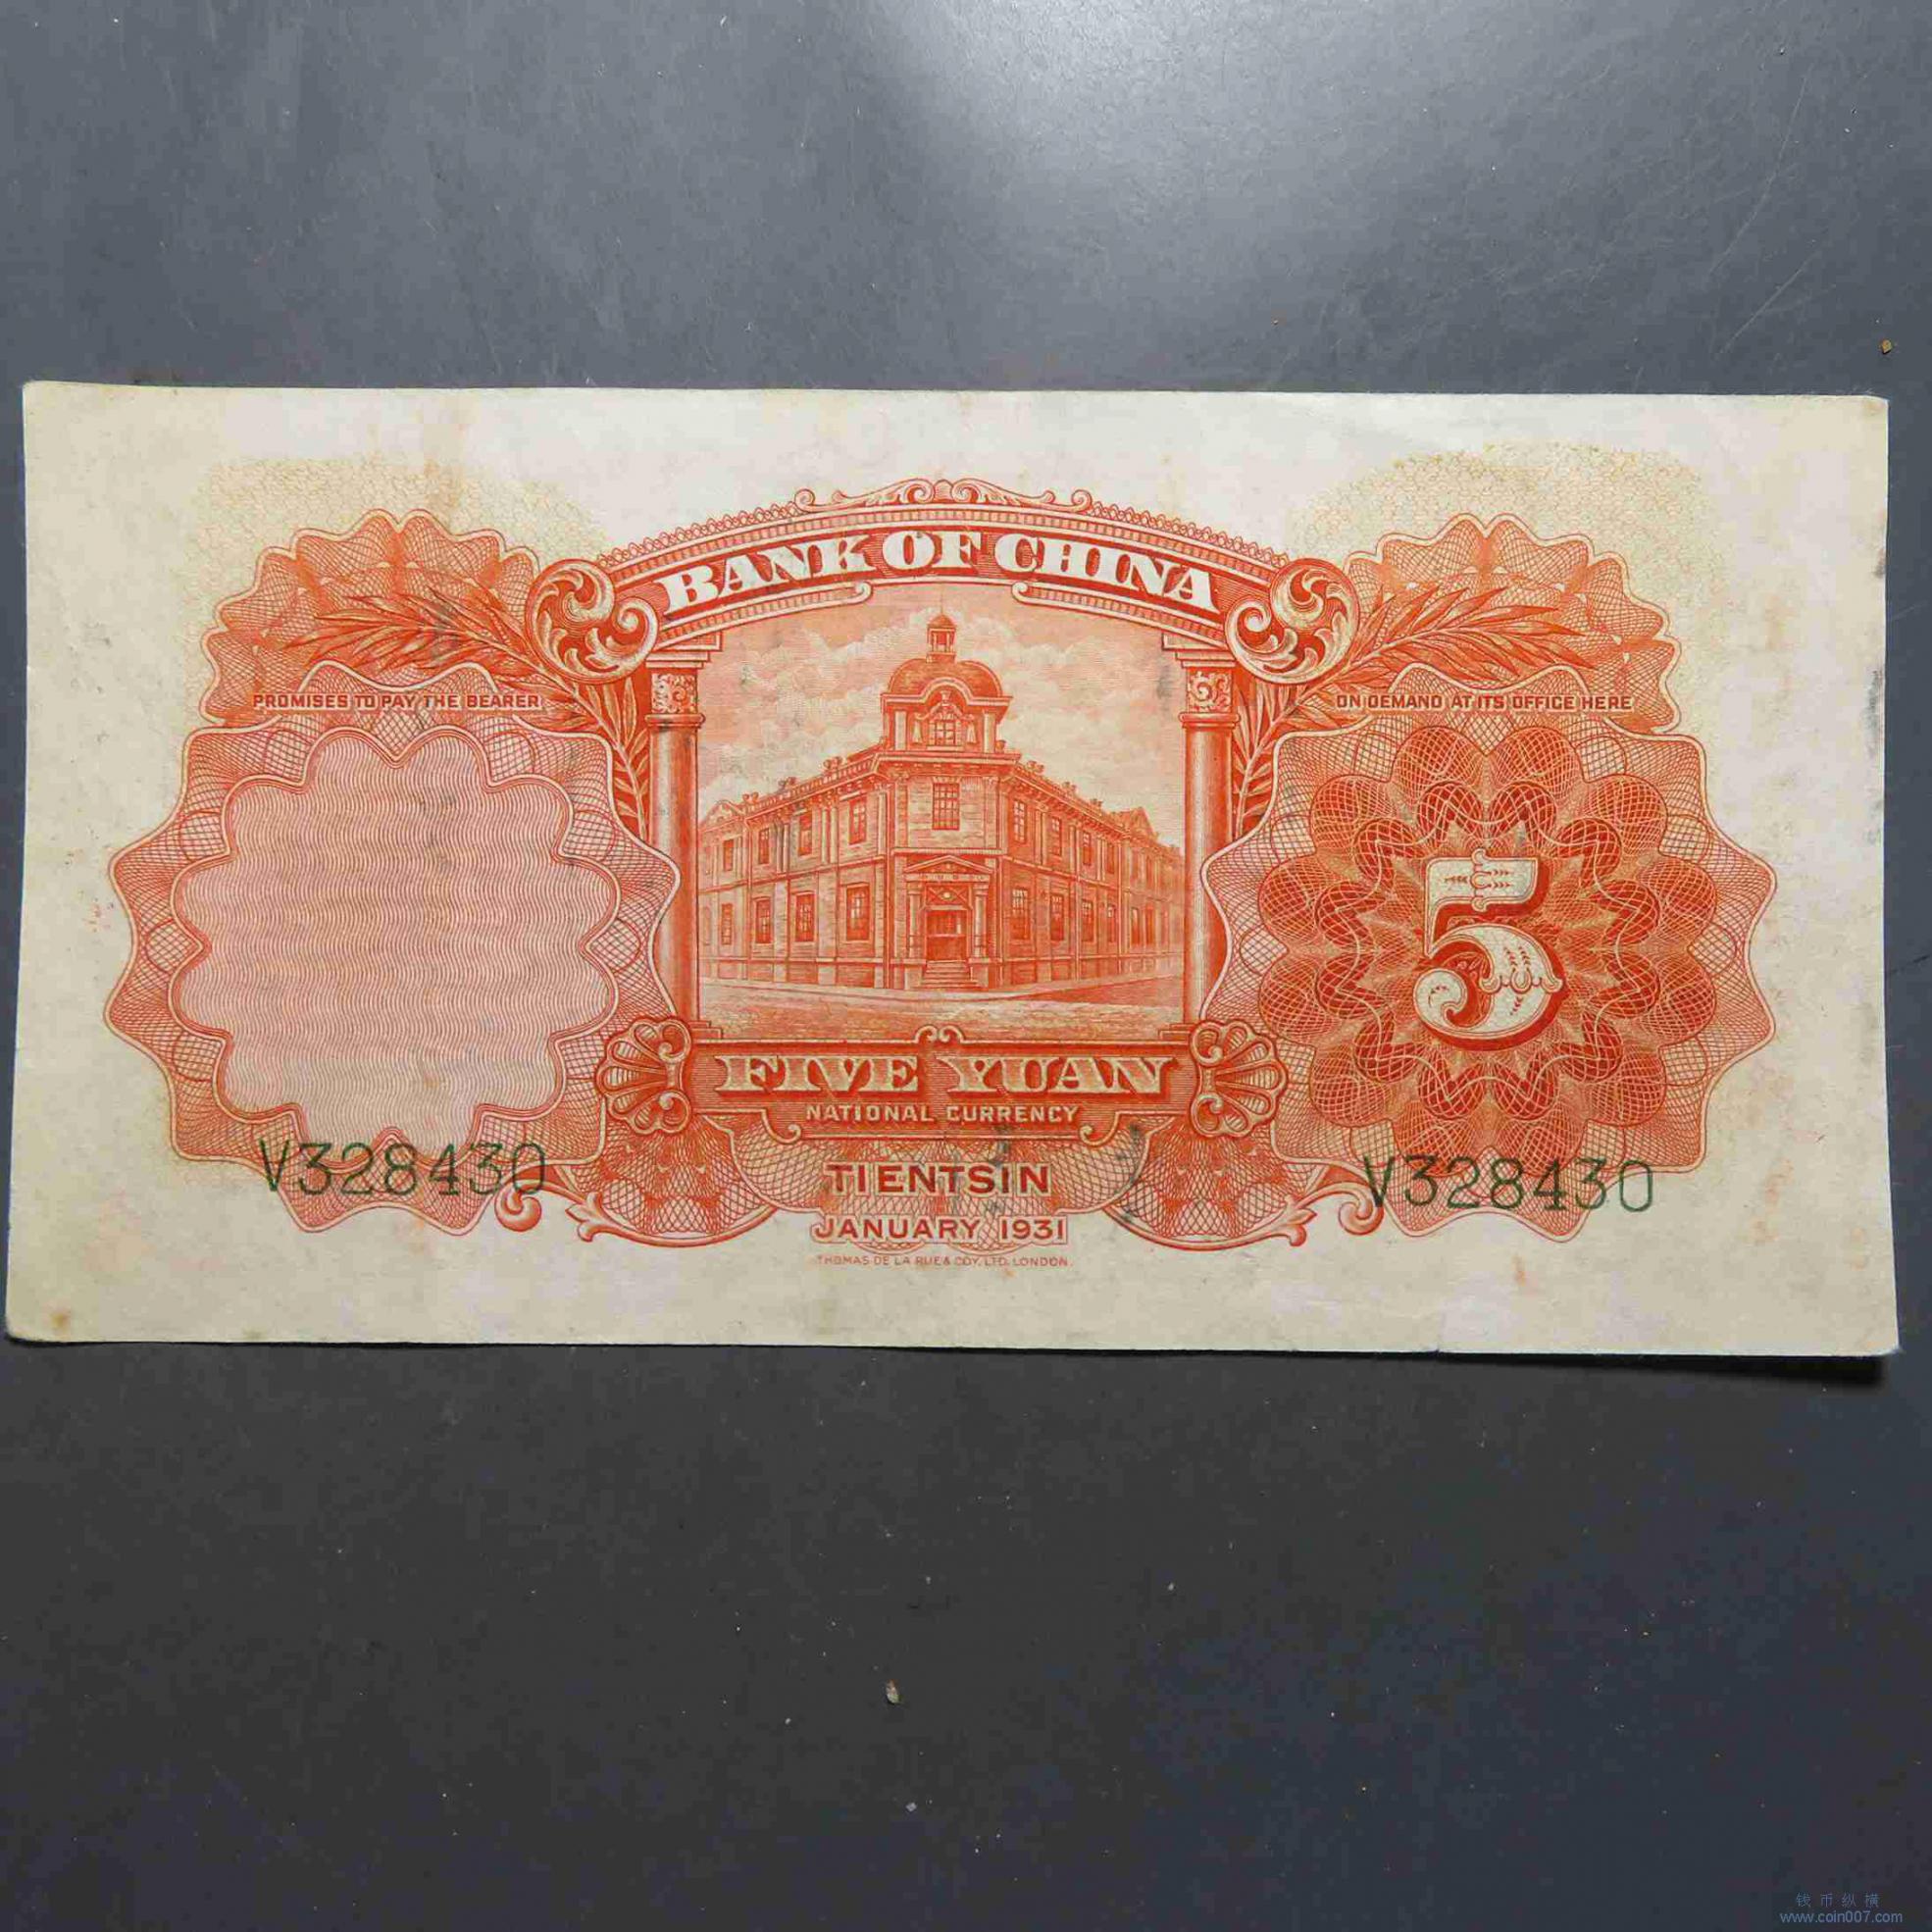 BANK OF CHINA
PROMISES TO PAY THE BEARER
ON DEMAND AT ITS OFFICE HERE
5
FIVE YUAN
NATIONAL CURRENCY
V328430
V328430
TIENTSIN
JANUARY 1931
THOMAS DE LA RUE & COY. LTD. LONDON.
钱币纵横
www.coin007.com